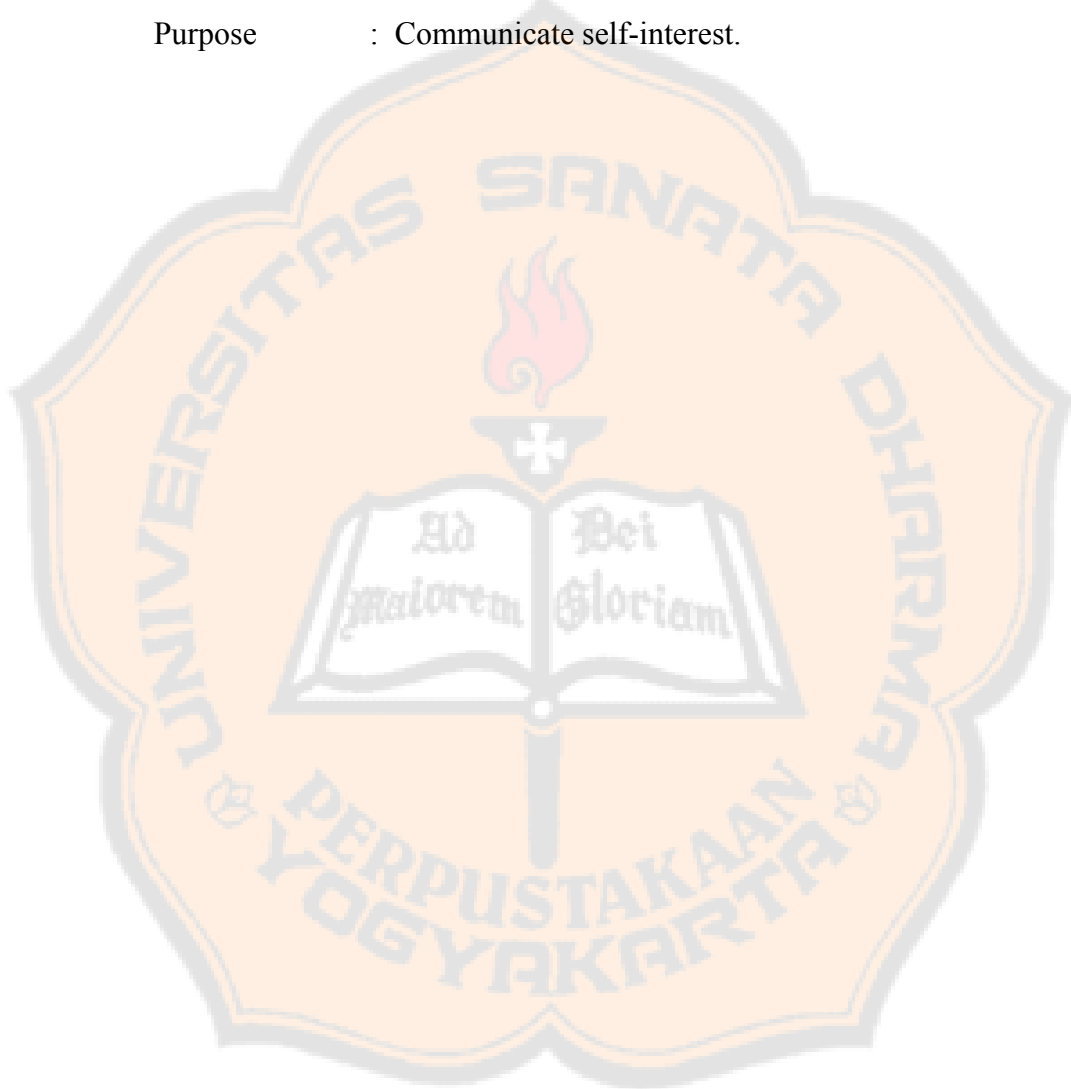 Purpose : Communicate self-interest.
UNIVERSITAS SANATA DHARMA
Ad Dei
Maiorem Gloriam
PERPUSTAKAAN
YOGYAKARTA